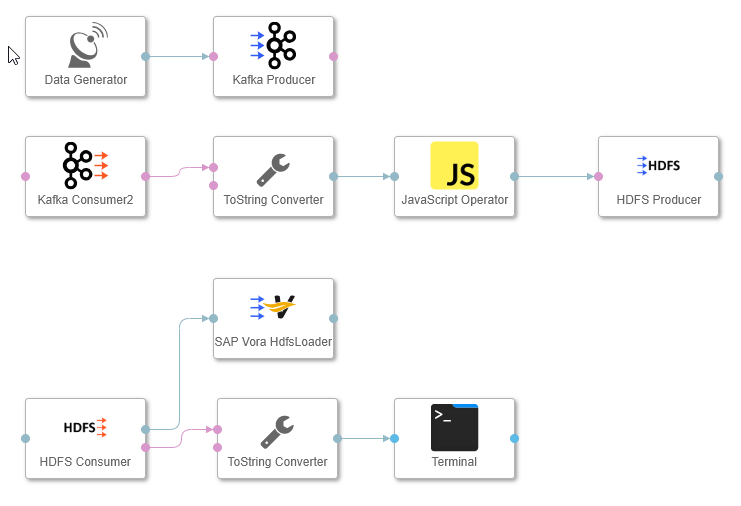 Data Generator
Kafka Producer
Kafka Consumer2
ToString Converter
JS
JavaScript Operator
HDFS
HDFS Producer
V
SAP Vora HdfsLoader
HDFS
HDFS Consumer
ToString Converter
>_
Terminal